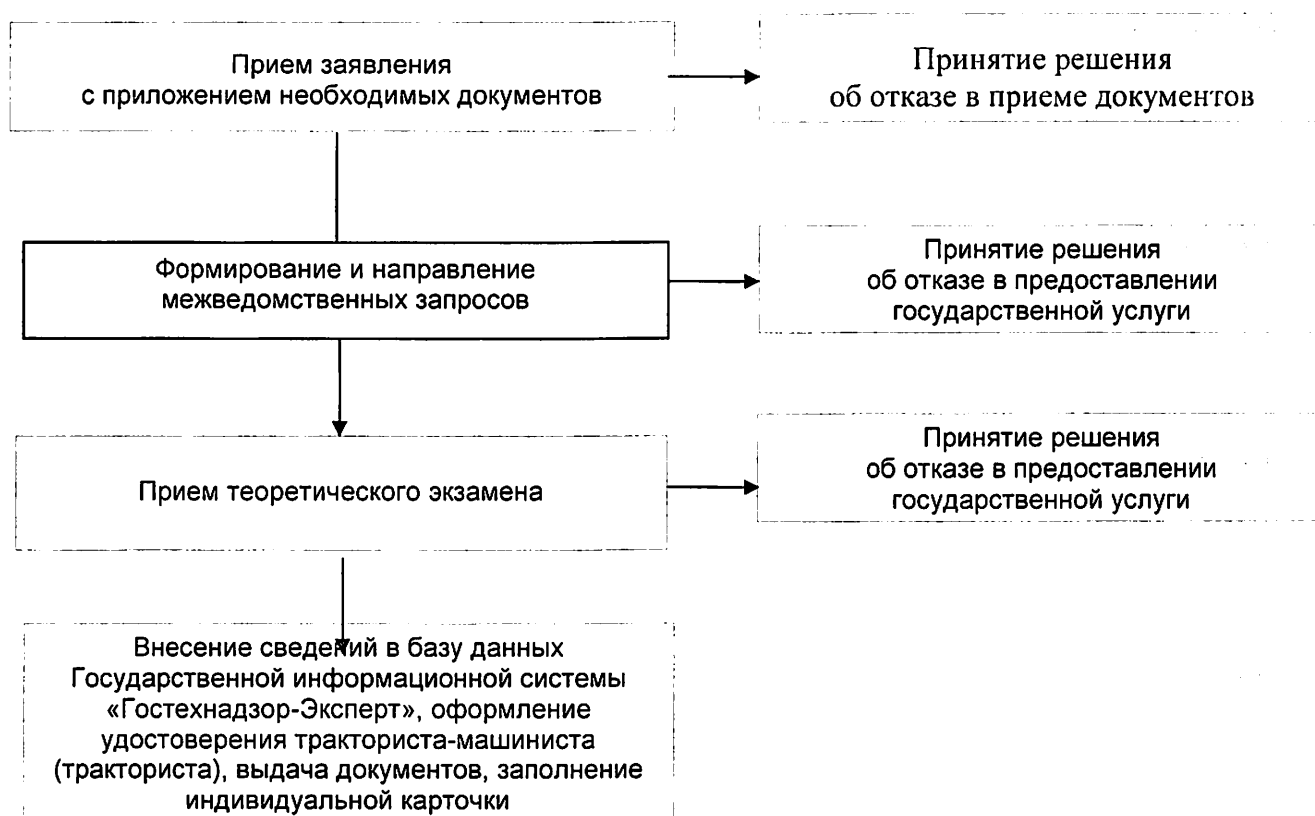 Прием заявления
с приложением необходимых документов
Принятие решения
об отказе в приеме документов
Формирование и направление
межведомственных запросов
Принятие решения
об отказе в предоставлении
государственной услуги
Прием теоретического экзамена
Принятие решения
об отказе в предоставлении
государственной услуги
Внесение сведений в базу данных
Государственной информационной системы
«Гостехнадзор-Эксперт», оформление
удостоверения тракториста-машиниста
(тракториста), выдача документов, заполнение
индивидуальной карточки